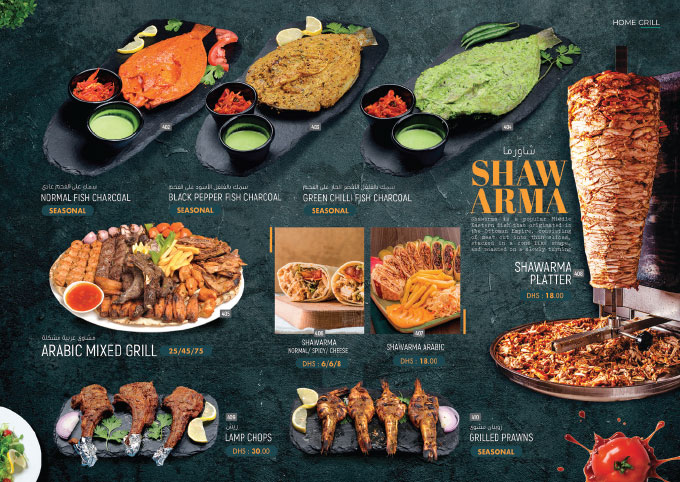 HOME GRILL
402
403
404
سمك على الفحم عادي
NORMAL FISH CHARCOAL
SEASONAL
سمك بالفلفل الأسود على الفحم
BLACK PEPPER FISH CHARCOAL
SEASONAL
سمك بالفلفل الأخضر الحار على الفحم
GREEN CHILLI FISH CHARCOAL
SEASONAL
شاورما
SHAW
ARMA
Shawarma is a popular Middle
Eastern dish that originated in
the Ottoman Empire, consisting
of meat cut into thin slices,
stacked in a cone-like shape,
and roasted on a slowly turning
SHAWARMA
PLATTER
408
DHS : 18.00
405
مشوي عربية مشكلة
ARABIC MIXED GRILL 25/45/75
406
SHAWARMA
NORMAL/ SPICY/ CHEESE
DHS : 6/6/8
407
SHAWARMA ARABIC
DHS : 18.00
409
ريش
LAMP CHOPS
DHS : 30.00
410
روبيان مشوي
GRILLED PRAWNS
SEASONAL